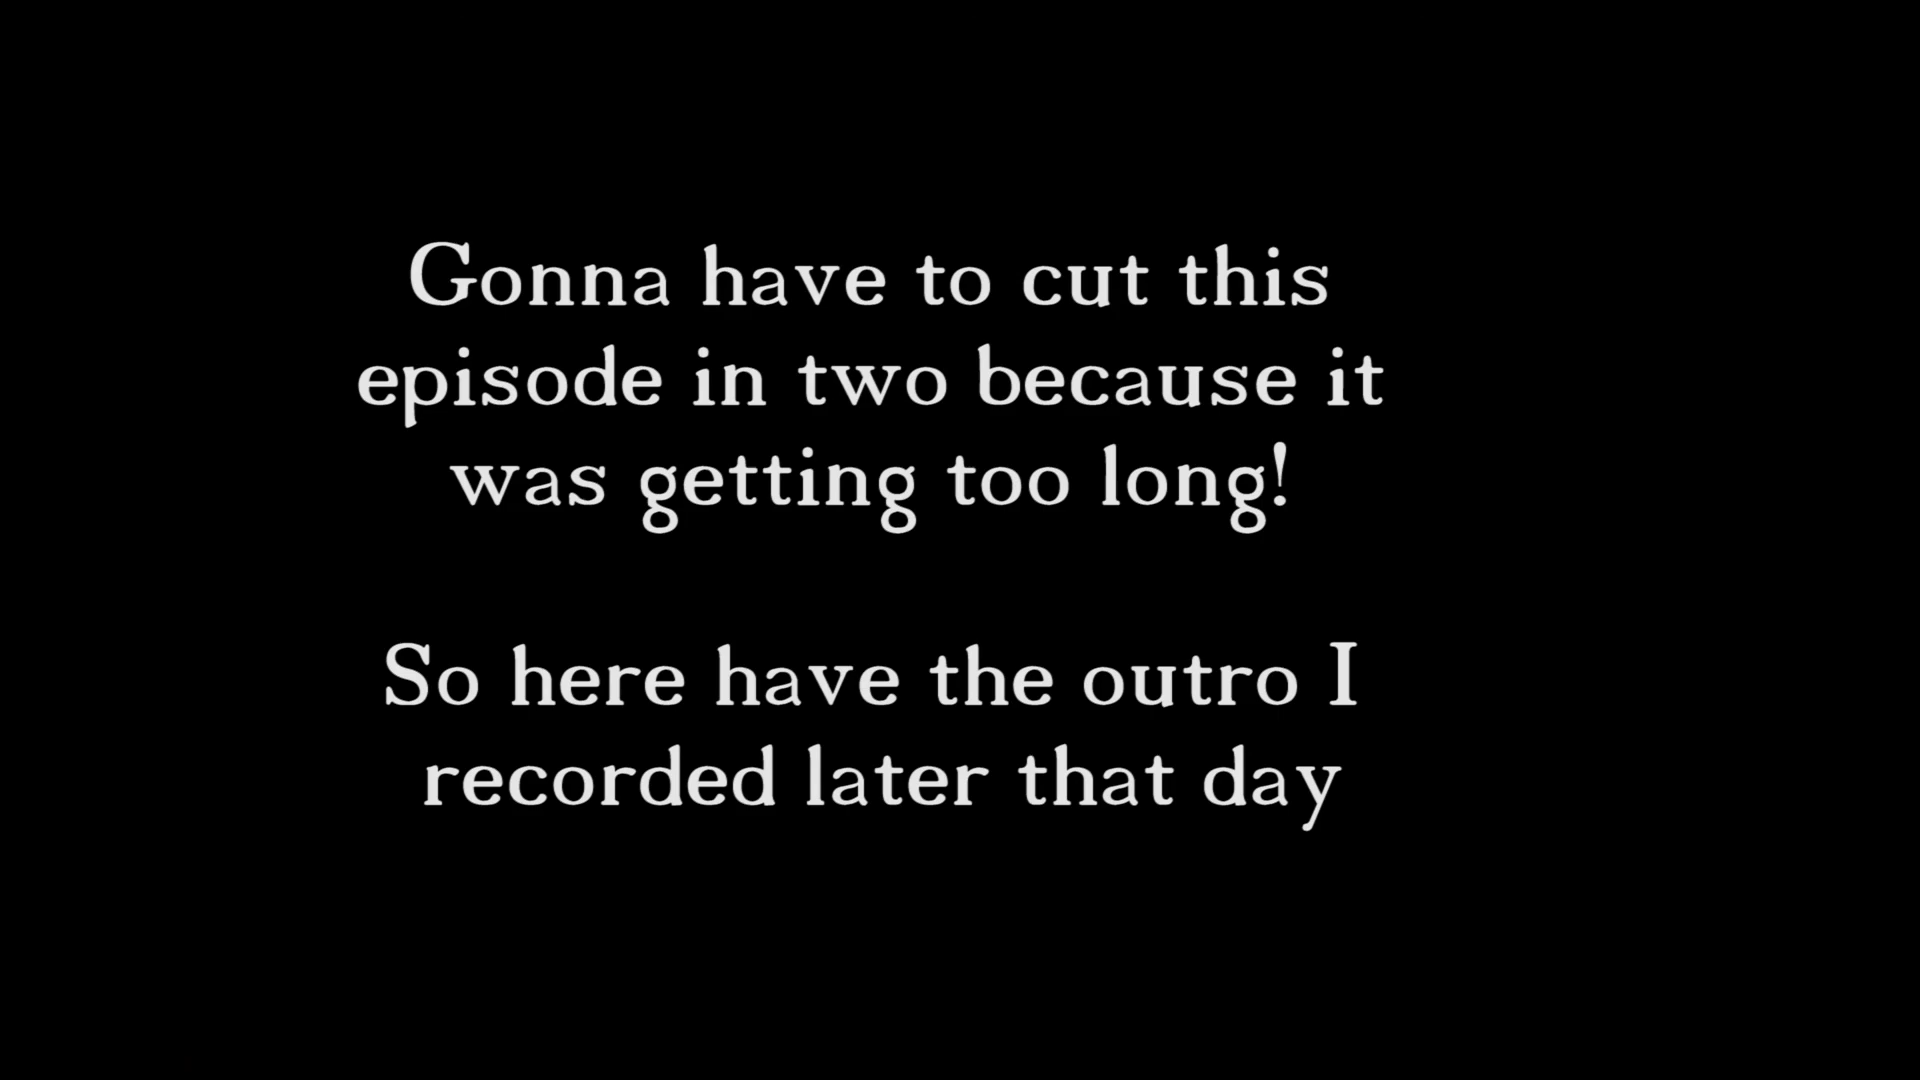 Gonna have to cut this
episode in two because it
was getting too long!
So here have the outro I
recorded later that day